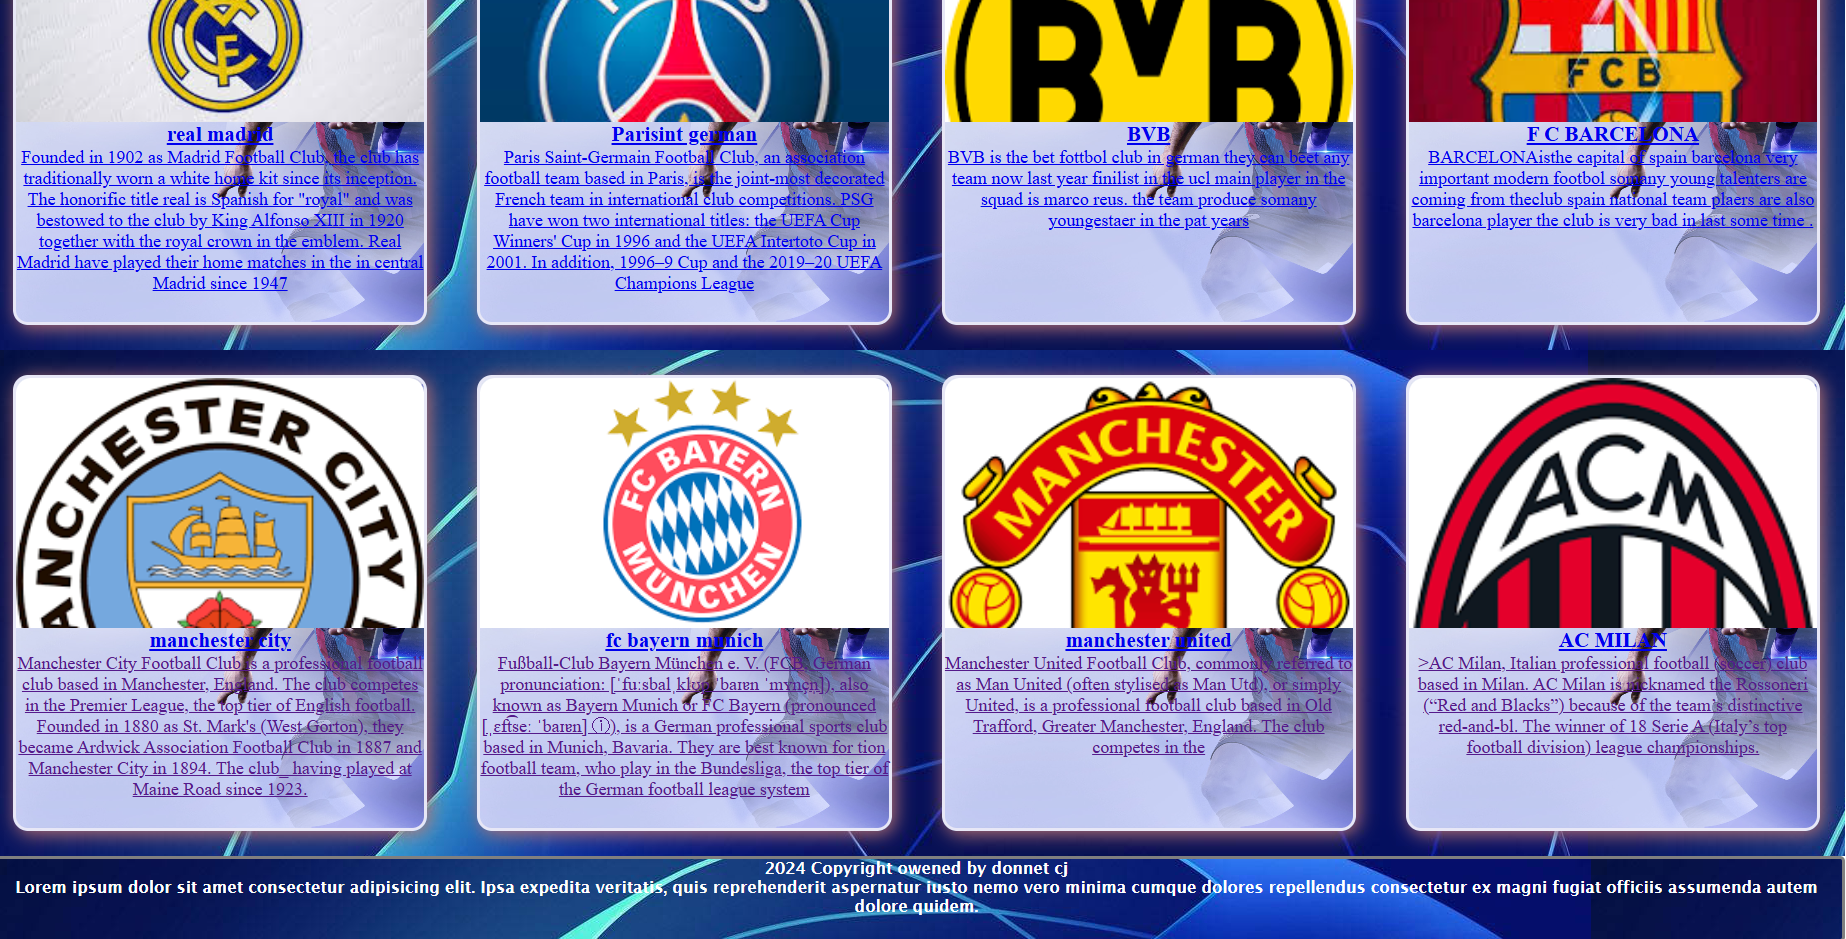 FCB
BVB
real madrid
Founded in 1902 as Madrid Football Club, the club has
traditionally worn a white home kit since its inception.
The honorific title real is Spanish for "royal" and was
bestowed to the club by King Alfonso XIII in 1920
together with the royal crown in the emblem. Real
Madrid have played their home matches in the in central
Madrid since 1947
Parisint german
Paris Saint-Germain Football Club, an association
football team based in Paris, is the joint-most decorated
French team in international club competitions. PSG
have won two international titles: the UEFA Cup
Winners' Cup in 1996 and the UEFA Intertoto Cup in
2001. In addition, 1996–9 Cup and the 2019–20 UEFA
Champions League
BVB
BVB is the bet fottbol club in german they can beet any
team now last year finilist in the ucl main player in the
squad is marco reus. the team produce somany
youngestaer in the pat years
F C BARCELONA
BARCELONAisthe capital of spain barcelona very
important modern footbol somany young talenters are
coming from theclub spain national team plaers are also
barcelona player the club is very bad in last some time .
MANCHESTER CITY
FC BAYERN
MÜNCHEN
MANCHESTER
ACM
manchester city
Manchester City Football Club is a professional football
club based in Manchester, England. The club competes
in the Premier League, the top tier of English football.
Founded in 1880 as St. Mark's (West Gorton), they
became Ardwick Association Football Club in 1887 and
Manchester City in 1894. The club_ having played at
Maine Road since 1923.
fc bayern munich
Fußball-Club Bayern München e. V. (FCB, German
pronunciation: [ˈfuːsbalˌklʊp ˈbaɪɐn ˈmʏnçn̩]), also
known as Bayern Munich or FC Bayern (pronounced
[ˌɛft͡seː ˈbaɪɐn] ⓘ), is a German professional sports club
based in Munich, Bavaria. They are best known for tion
football team, who play in the Bundesliga, the top tier of
the German football league system
manchester united
Manchester United Football Club, commonly referred to
as Man United (often stylised as Man Utd), or simply
United, is a professional football club based in Old
Trafford, Greater Manchester, England. The club
competes in the
AC MILAN
>AC Milan, Italian professional football (soccer) club
based in Milan. AC Milan is nicknamed the Rossoneri
(“Red and Blacks”) because of the team’s distinctive
red-and-bl. The winner of 18 Serie A (Italy’s top
football division) league championships.
2024 Copyright owened by donnet cj
Lorem ipsum dolor sit amet consectetur adipisicing elit. Ipsa expedita veritatis, quis reprehenderit aspernatur iusto nemo vero minima cumque dolores repellendus consectetur ex magni fugiat officiis assumenda autem
dolore quidem.